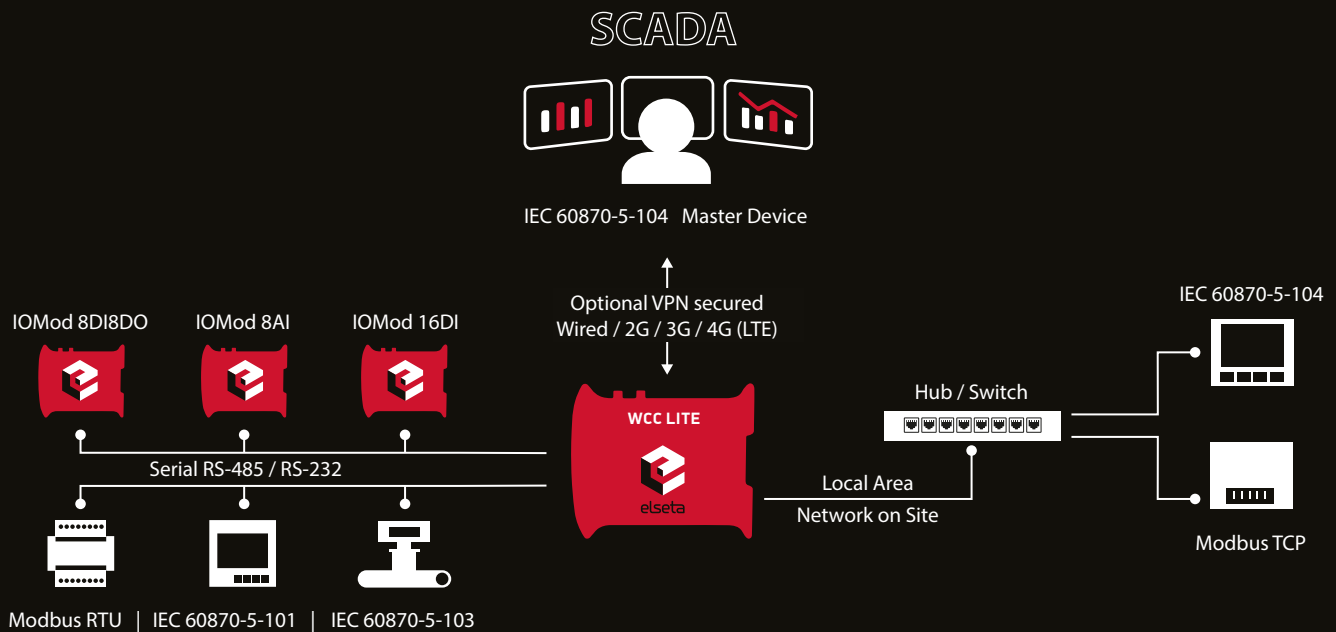 SCADA
IEC 60870-5-104 Master Device
Optional VPN secured
Wired / 2G / 3G / 4G (LTE)
IOMod 8DI8DO
IOMod 8AI
IOMod 16DI
Serial RS-485 / RS-232
Modbus RTU | IEC 60870-5-101 | IEC 60870-5-103
WCC LITE
elseta
Local Area
Network on Site
Hub / Switch
IEC 60870-5-104
Modbus TCP